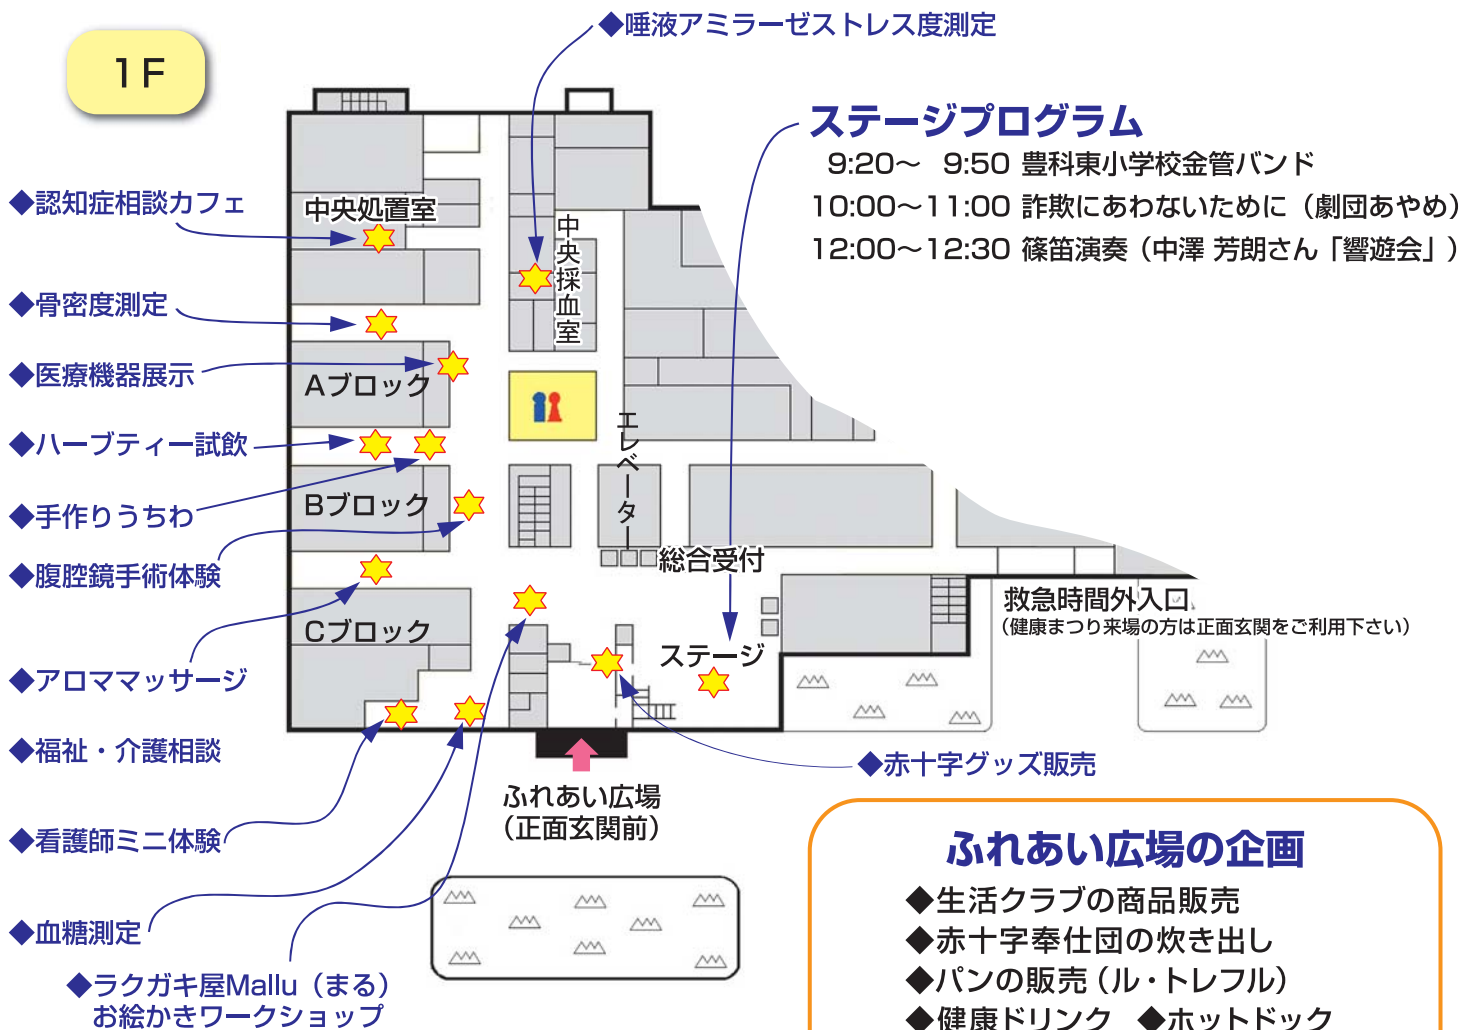 1F
◆唾液アミラーゼストレス度測定
ステージプログラム
9:20〜 9:50 豊科東小学校金管バンド
10:00〜11:00 詐欺にあわないために（劇団あやめ）
12:00〜12:30 篠笛演奏（中澤 芳朗さん「響遊会」）
◆認知症相談カフェ
◆骨密度測定
◆医療機器展示
◆ハーブティー試飲
◆手作りうちわ
◆腹腔鏡手術体験
◆アロママッサージ
◆福祉・介護相談
◆看護師ミニ体験
◆血糖測定
◆ラクガキ屋Mallu（まる）
お絵かきワークショップ
中央処置室
中央採血室
Aブロック
Bブロック
Cブロック
エレベーター
総合受付
ステージ
救急時間外入口
（健康まつり来場の方は正面玄関をご利用下さい）
◆赤十字グッズ販売
ふれあい広場
（正面玄関前）
ふれあい広場の企画
◆生活クラブの商品販売
◆赤十字奉仕団の炊き出し
◆パンの販売（ル・トレフル）
◆健康ドリンク ◆ホットドック